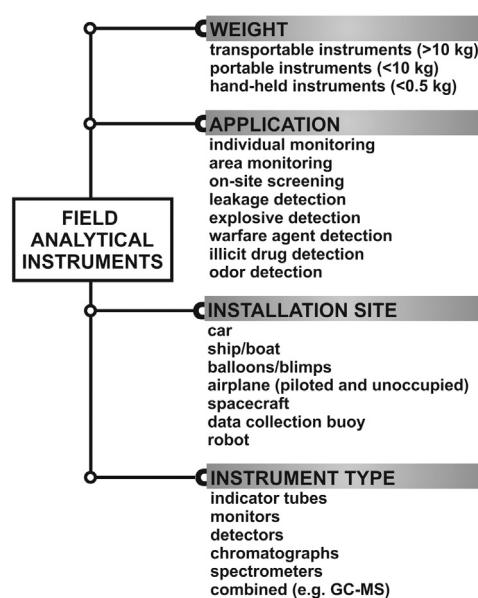 WEIGHT
transportable instruments (>10 kg)
portable instruments (<10 kg)
hand-held instruments (<0.5 kg)
APPLICATION
individual monitoring
area monitoring
on-site screening
leakage detection
explosive detection
warfare agent detection
illicit drug detection
odor detection
FIELD
ANALYTICAL
INSTRUMENTS
INSTALLATION SITE
car
ship/boat
balloons/blimps
airplane (piloted and unoccupied)
spacecraft
data collection buoy
robot
INSTRUMENT TYPE
indicator tubes
monitors
detectors
chromatographs
spectrometers
combined (e.g. GC-MS)